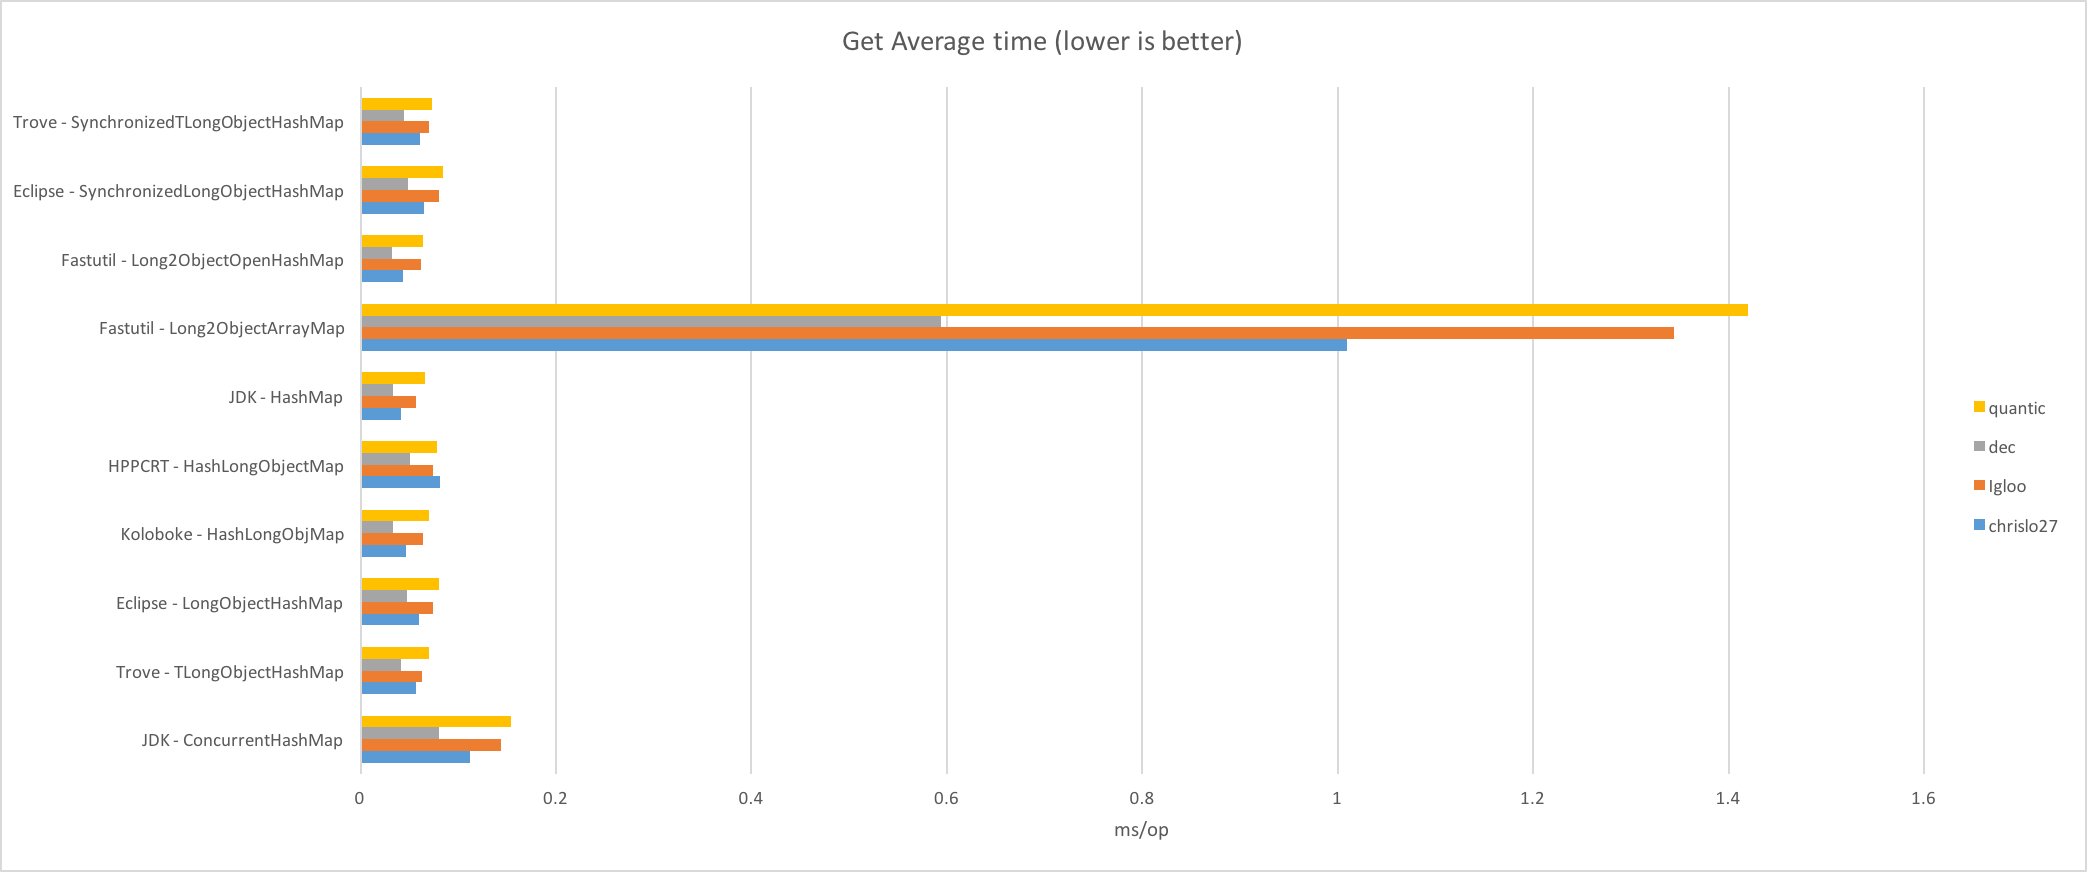 Get Average time (lower is better)
Trove - SynchronizedTLongObjectHashMap
Eclipse - SynchronizedLongObjectHashMap
Fastutil - Long2ObjectOpenHashMap
Fastutil - Long2ObjectArrayMap
JDK - HashMap
HPPCRT - HashLongObjectMap
Koloboke - HashLongObjMap
Eclipse - LongObjectHashMap
Trove - TLongObjectHashMap
JDK - ConcurrentHashMap
0 0.2 0.4 0.6 0.8 1 1.2 1.4 1.6
ms/op
quantic
dec
Igloo
chrislo27